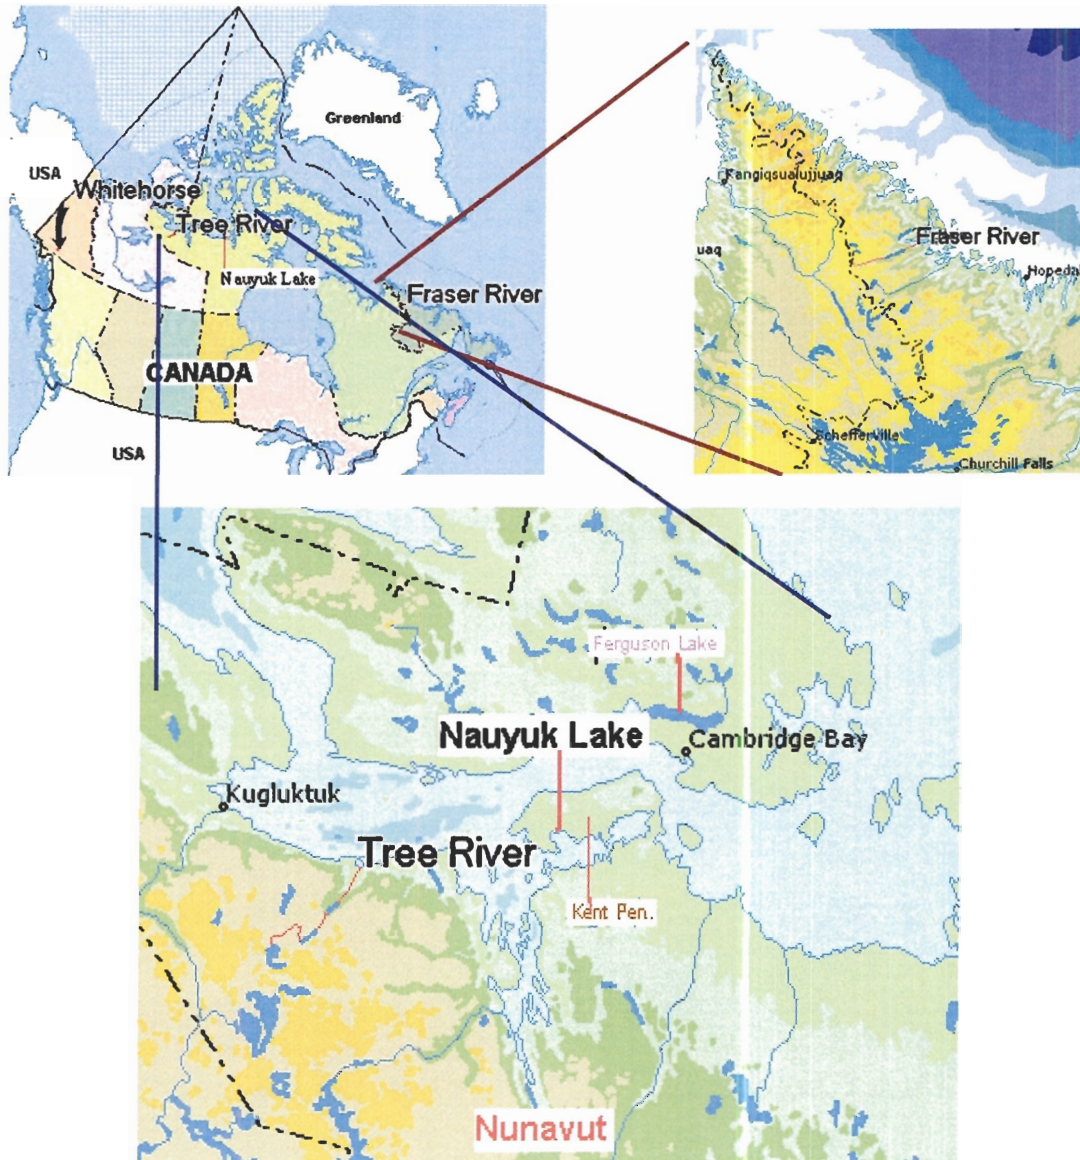 Greenland
USA
Whitehorse
Tree River
Nauyuk Lake
Fraser River
CANADA
USA
Kangiqsualujjuaq
uaq
Fraser River
Hopedal
Schefferville
Churchill Falls
Ferguson Lake
Nauyuk Lake
Cambridge Bay
Kugluktuk
Tree River
Kent Pen.
Nunavut